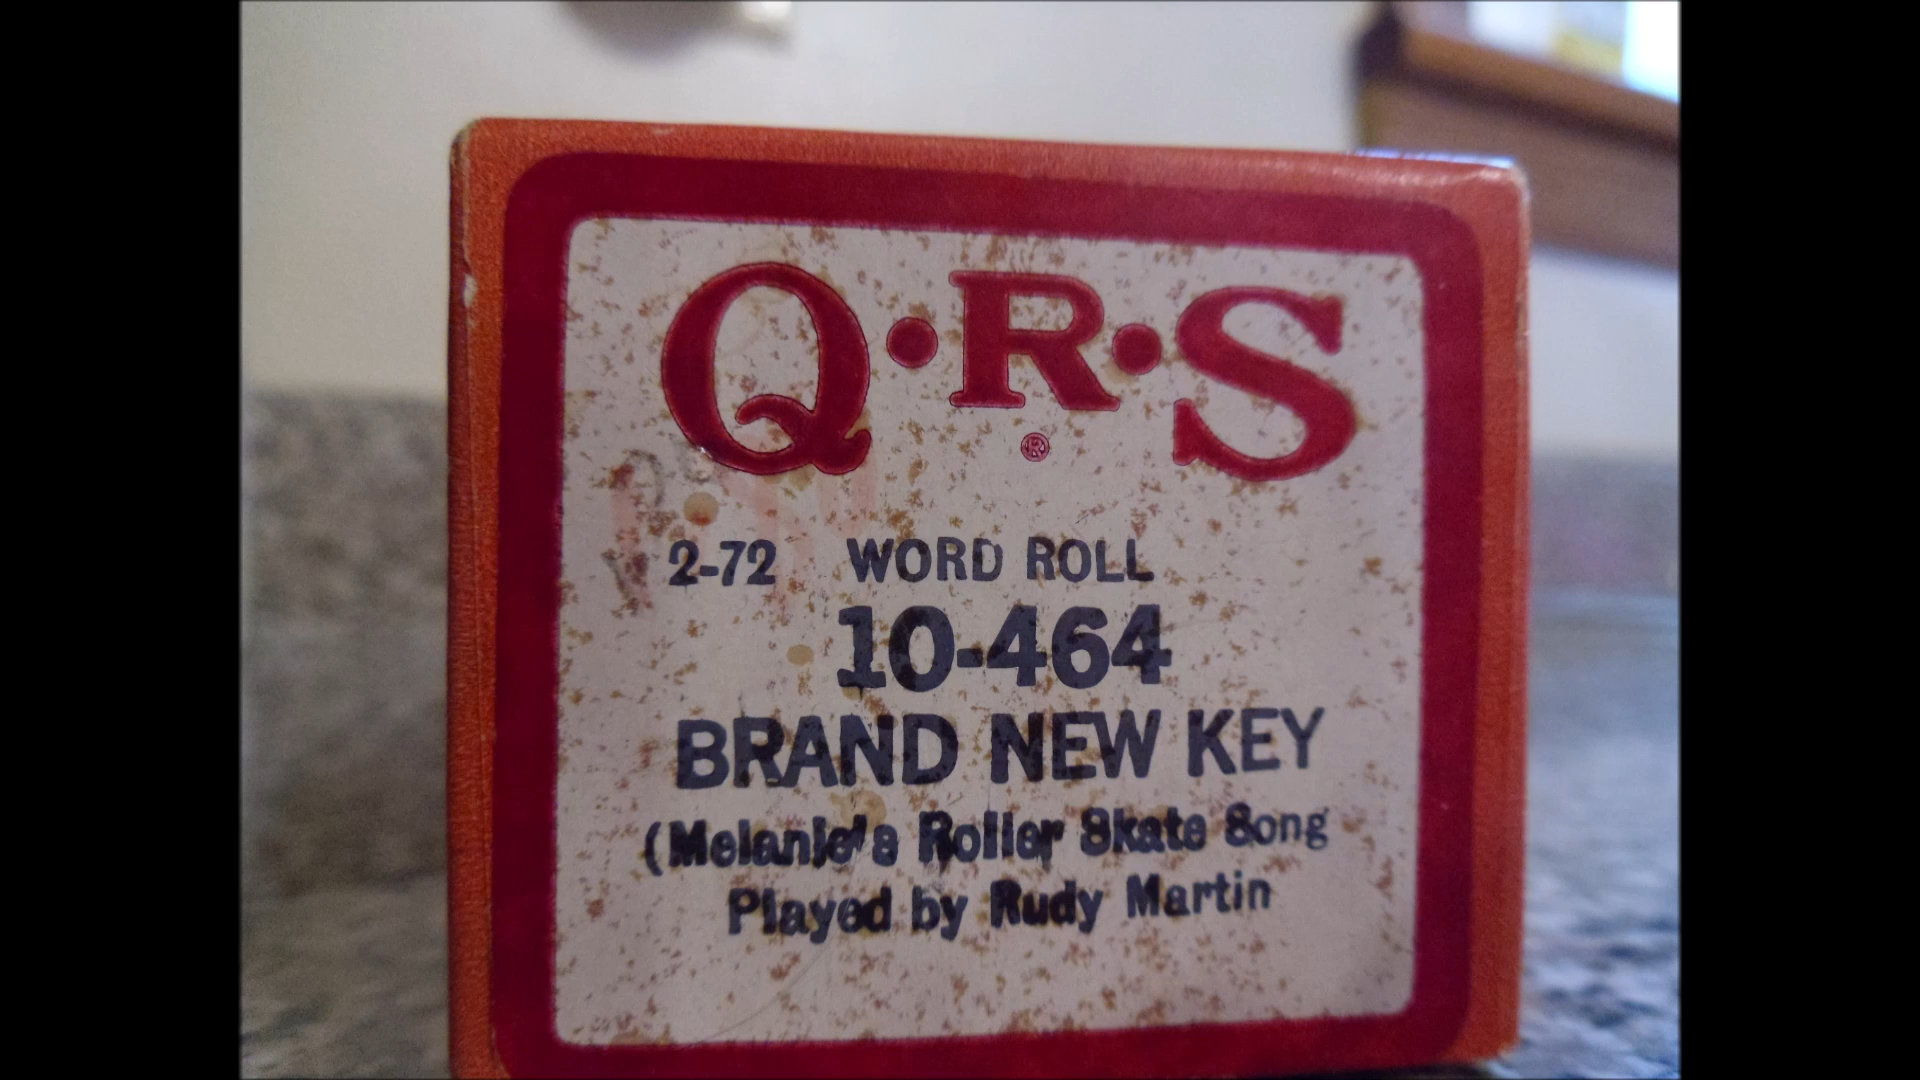 Q·R·S
®
2-72 WORD ROLL
10-464
BRAND NEW KEY
(Melanie's Roller Skate Song
Played by Rudy Martin